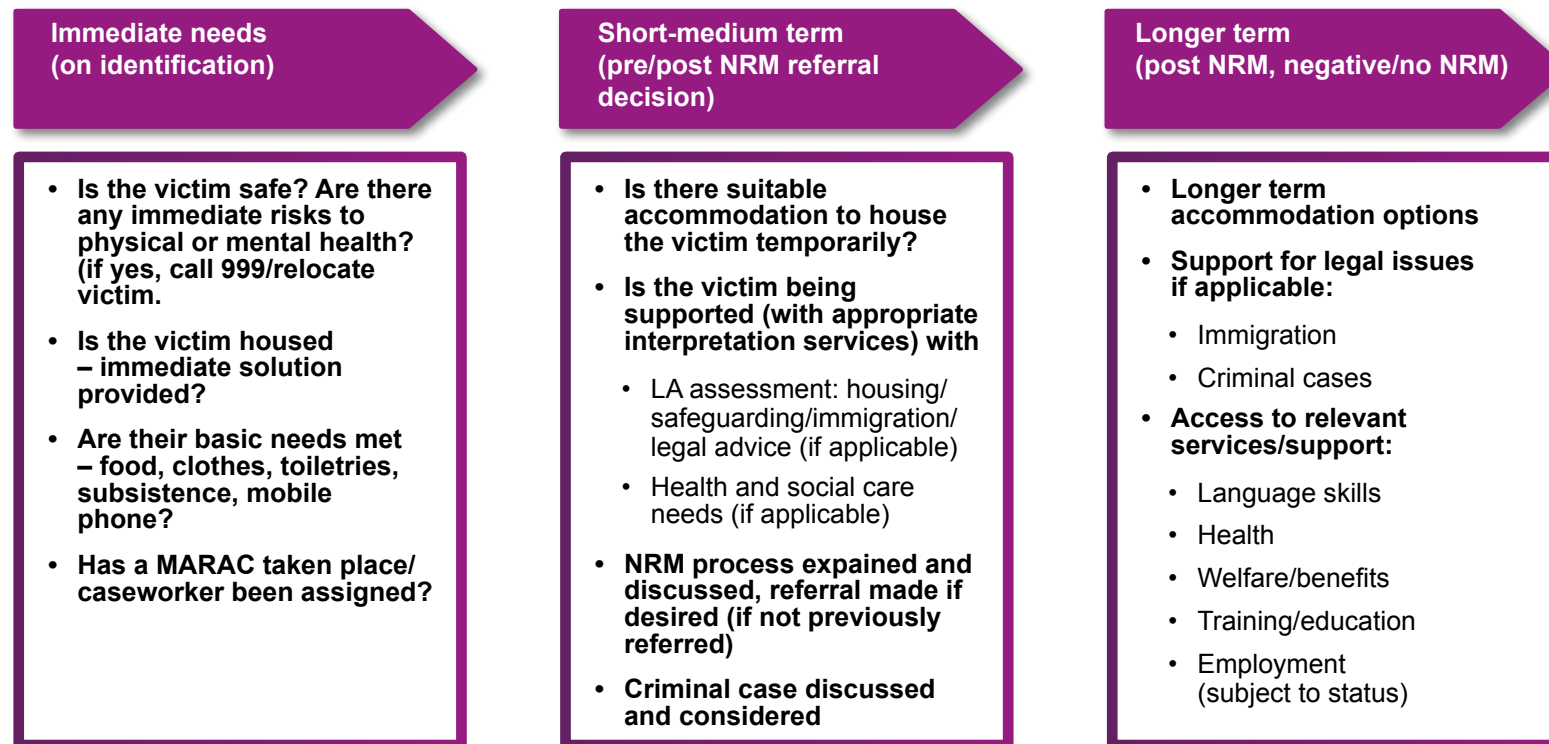 Immediate needs
(on identification)
• Is the victim safe? Are there
any immediate risks to
physical or mental health?
(if yes, call 999/relocate
victim.
• Is the victim housed
– immediate solution
provided?
• Are their basic needs met
– food, clothes, toiletries,
subsistence, mobile
phone?
• Has a MARAC taken place/
caseworker been assigned?
Short-medium term
(pre/post NRM referral
decision)
• Is there suitable
accommodation to house
the victim temporarily?
• Is the victim being
supported (with appropriate
interpretation services) with
• LA assessment: housing/
safeguarding/immigration/
legal advice (if applicable)
• Health and social care
needs (if applicable)
• NRM process expained and
discussed, referral made if
desired (if not previously
referred)
• Criminal case discussed
and considered
Longer term
(post NRM, negative/no NRM)
• Longer term
accommodation options
• Support for legal issues
if applicable:
• Immigration
• Criminal cases
• Access to relevant
services/support:
• Language skills
• Health
• Welfare/benefits
• Training/education
• Employment
(subject to status)